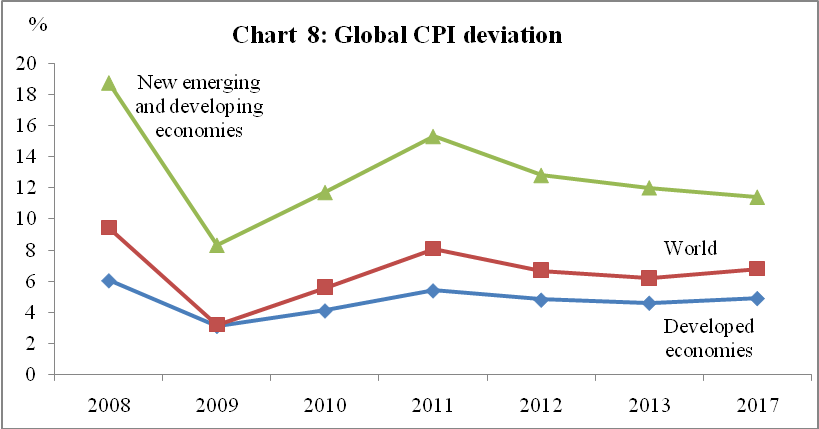 %
Chart 8: Global CPI deviation
20
18
16
14
12
10
8
6
4
2
0
New emerging
and developing
economies
World
Developed
economies
2008 2009 2010 2011 2012 2013 2017